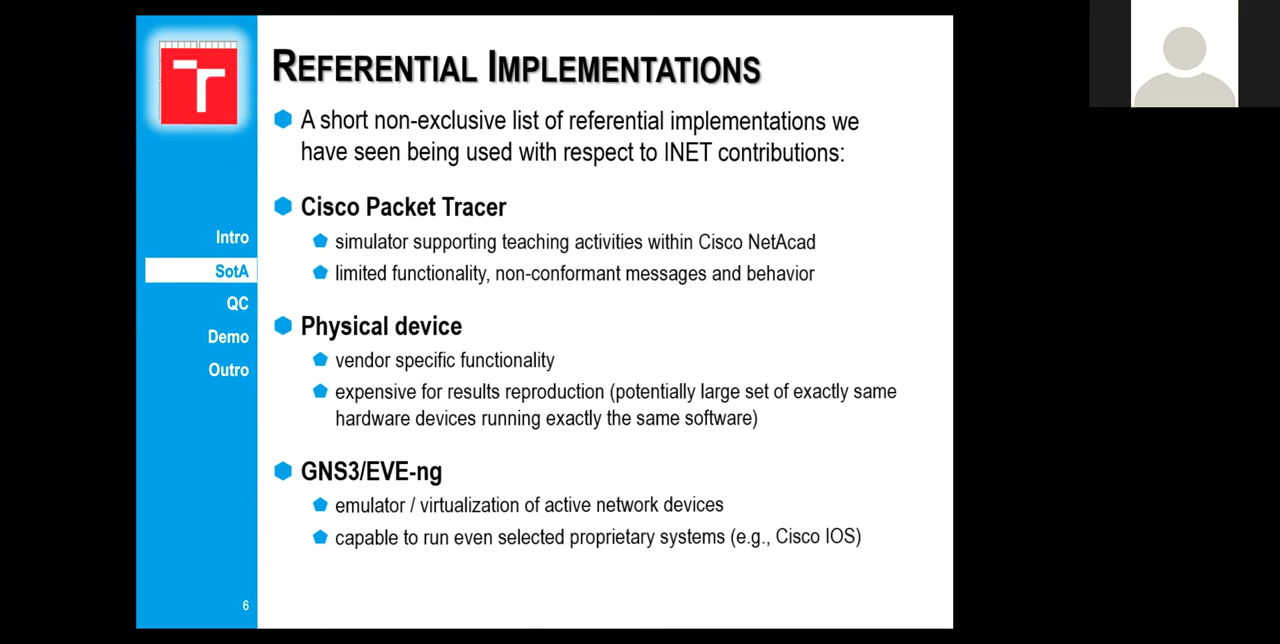 REFERENTIAL IMPLEMENTATIONS
A short non-exclusive list of referential implementations we
have seen being used with respect to INET contributions:
Cisco Packet Tracer
simulator supporting teaching activities within Cisco NetAcad
limited functionality, non-conformant messages and behavior
Physical device
vendor specific functionality
expensive for results reproduction (potentially large set of exactly same
hardware devices running exactly the same software)
GNS3/EVE-ng
emulator / virtualization of active network devices
capable to run even selected proprietary systems (e.g., Cisco IOS)
Intro
SotA
QC
Demo
Outro
6